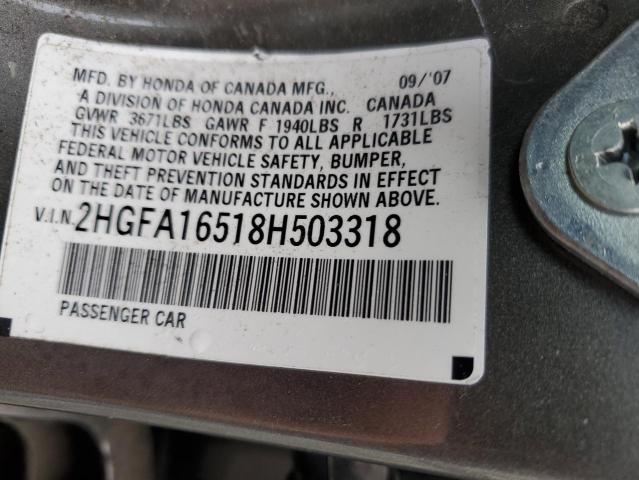 MFD. BY HONDA OF CANADA MFG., 09/'07
A DIVISION OF HONDA CANADA INC. CANADA
GVWR 3671LBS GAWR F 1940LBS R 1731LBS
THIS VEHICLE CONFORMS TO ALL APPLICABLE
FEDERAL MOTOR VEHICLE SAFETY, BUMPER,
AND THEFT PREVENTION STANDARDS IN EFFECT
ON THE DATE OF MANUFACTURE SHOWN ABOVE.
V.I.N. 2HGFA16518H503318
PASSENGER CAR